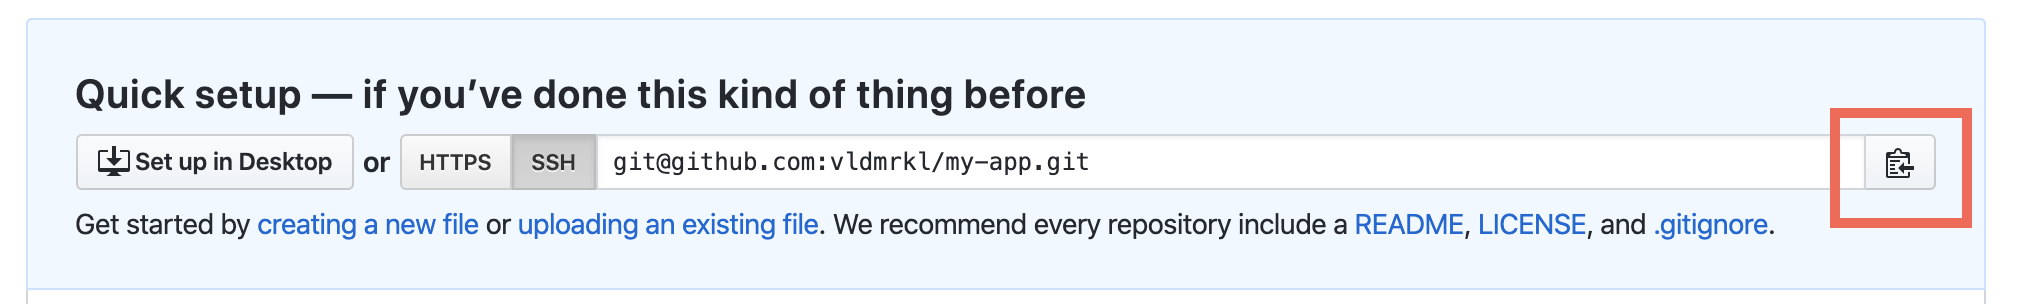 Quick setup — if you’ve done this kind of thing before
Set up in Desktop or HTTPS SSH git@github.com:vldmrkl/my-app.git
Get started by creating a new file or uploading an existing file. We recommend every repository include a README, LICENSE, and .gitignore.